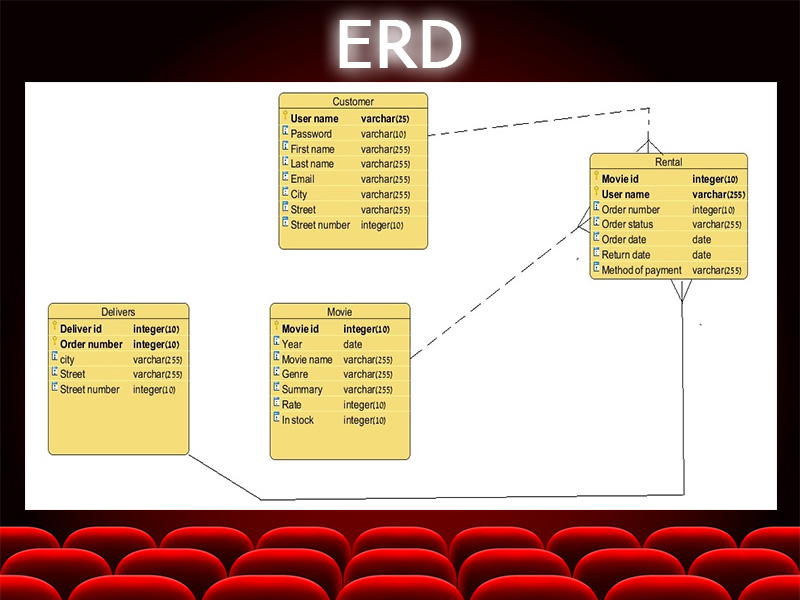 ERD
Customer
User name varchar(25)
Password varchar(10)
First name varchar(255)
Last name varchar(255)
Email varchar(255)
City varchar(255)
Street varchar(255)
Street number integer(10)
Rental
Movie id integer(10)
User name varchar(255)
Order number integer(10)
Order status varchar(255)
Order date date
Return date date
Method of payment varchar(255)
Delivers
Deliver id integer(10)
Order number integer(10)
city varchar(255)
Street varchar(255)
Street number integer(10)
Movie
Movie id integer(10)
Year date
Movie name varchar(255)
Genre varchar(255)
Summary varchar(255)
Rate integer(10)
In stock integer(10)